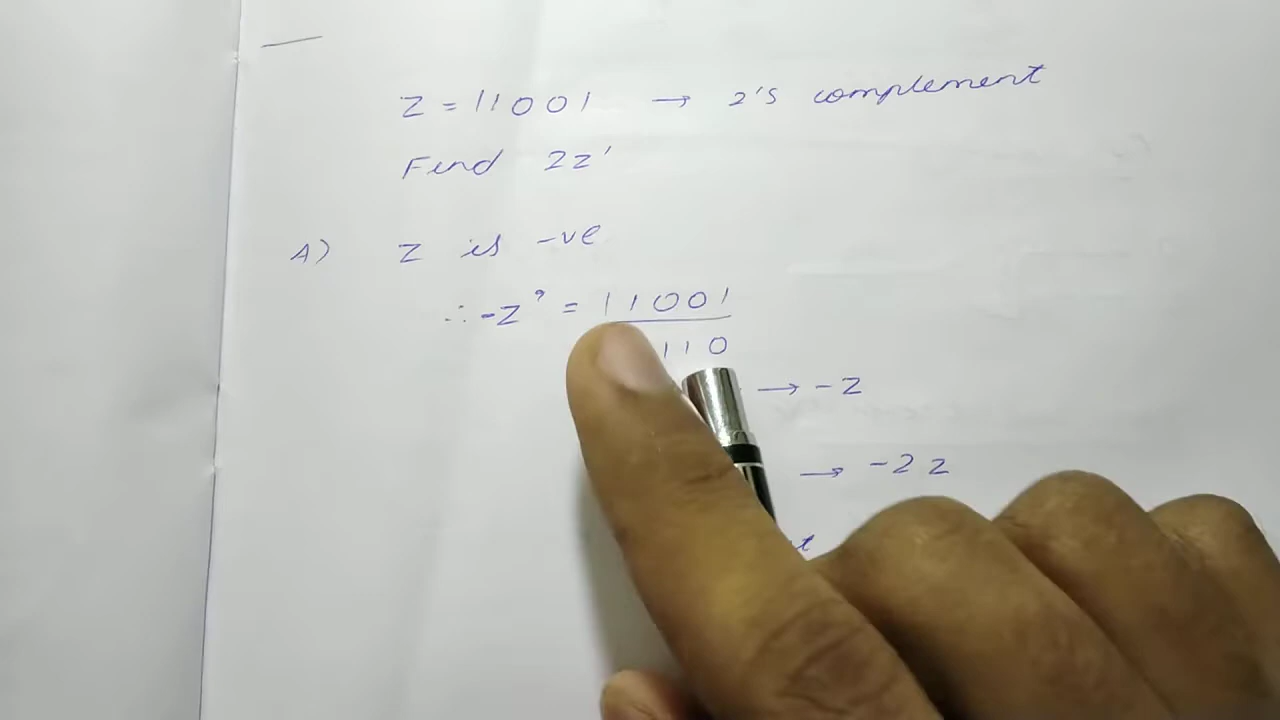 z = 11001 → 2's complement
Find 2z'
A) z is -ve
∴ -z' = 11001
110
→ -z
→ -2z